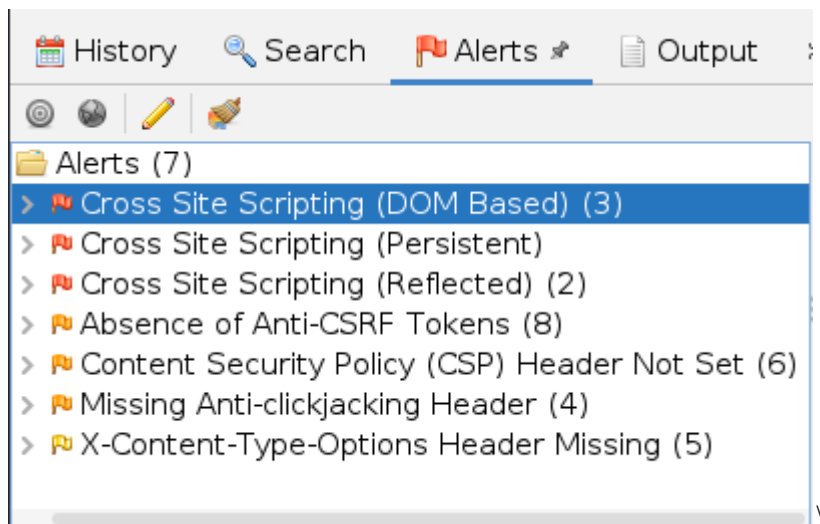 History Search Alerts Output
Alerts (7)
Cross Site Scripting (DOM Based) (3)
Cross Site Scripting (Persistent)
Cross Site Scripting (Reflected) (2)
Absence of Anti-CSRF Tokens (8)
Content Security Policy (CSP) Header Not Set (6)
Missing Anti-clickjacking Header (4)
X-Content-Type-Options Header Missing (5)